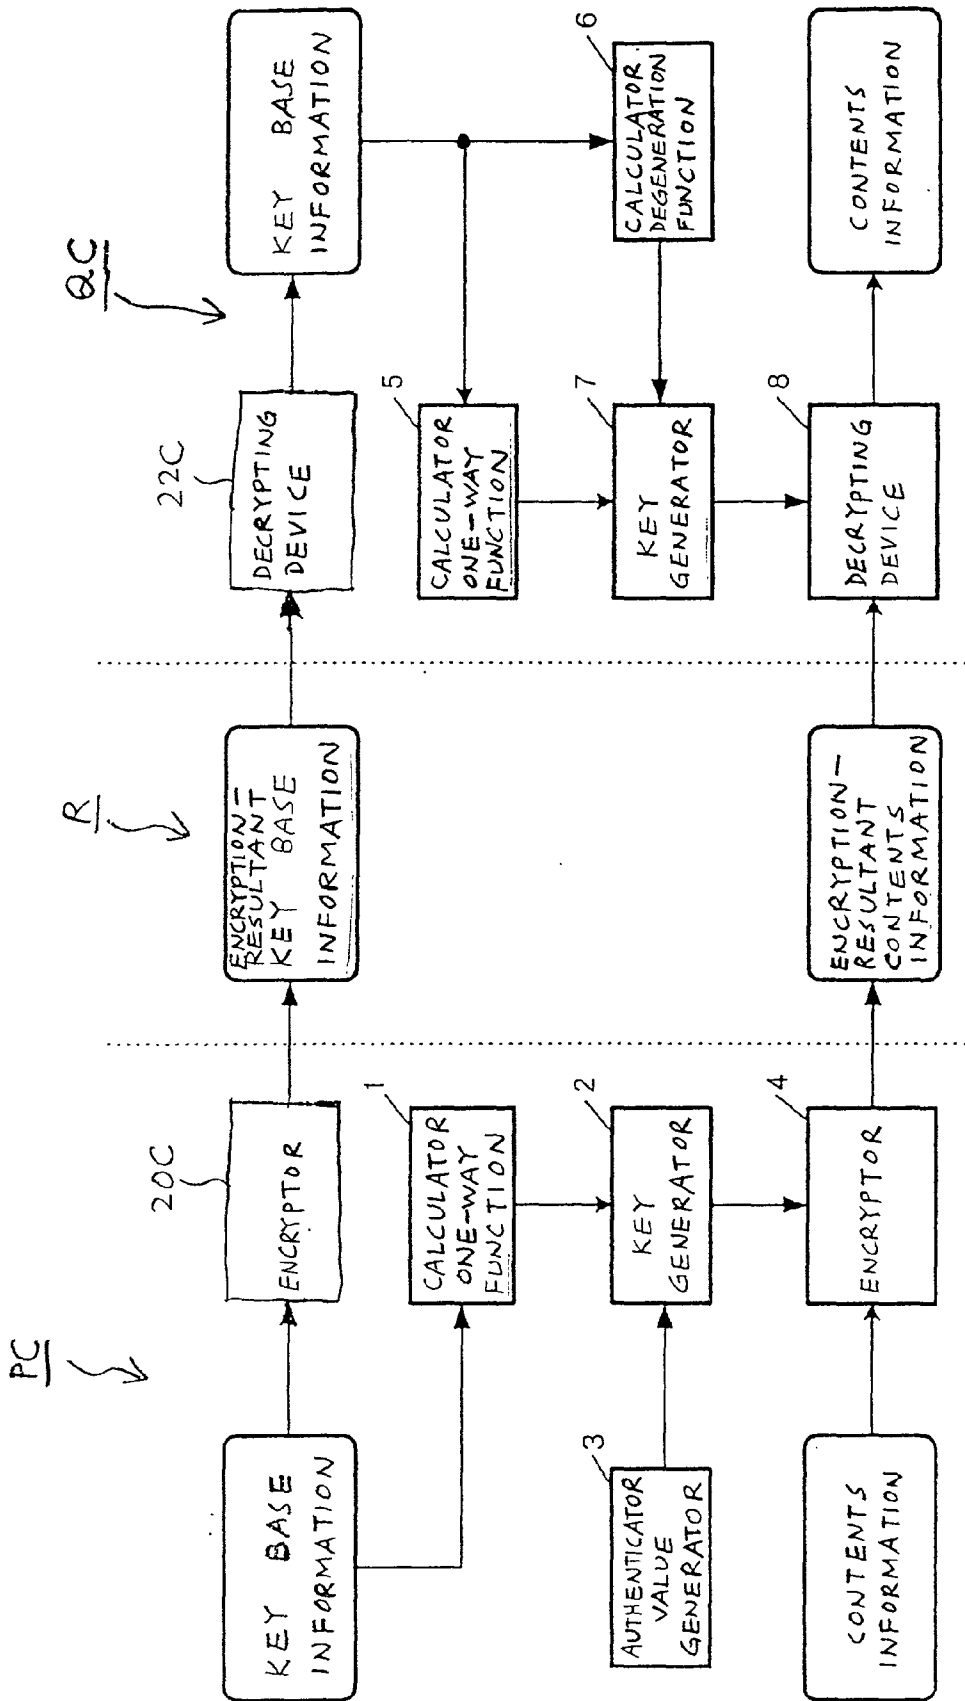 PC
R
QC
KEY BASE
INFORMATION
20C
ENCRYPTOR
ENCRYPTION-
RESULTANT
KEY BASE
INFORMATION
22C
DECRYPTING
DEVICE
KEY BASE
INFORMATION
1
CALCULATOR
ONE-WAY
FUNCTION
5
CALCULATOR
ONE-WAY
FUNCTION
3
AUTHENTICATOR
VALUE
GENERATOR
2
KEY
GENERATOR
7
KEY
GENERATOR
6
CALCULATOR
DEGENERATION
FUNCTION
CONTENTS
INFORMATION
4
ENCRYPTOR
ENCRYPTION-
RESULTANT
CONTENTS
INFORMATION
8
DECRYPTING
DEVICE
CONTENTS
INFORMATION